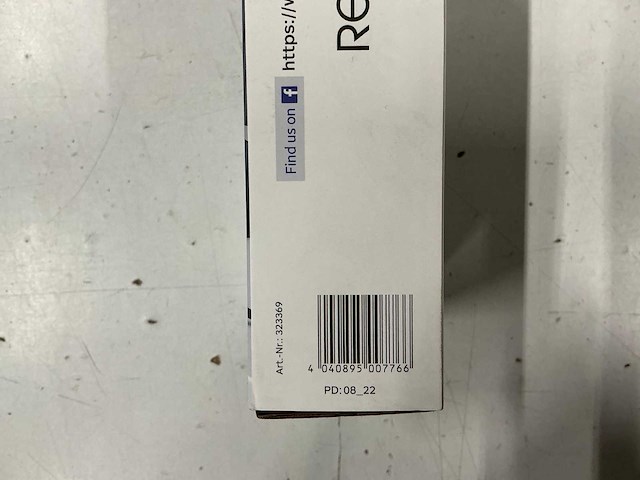 RE
https://
Find us on f
Art.-Nr.: 323369
4 040895 007766
PD: 08_22